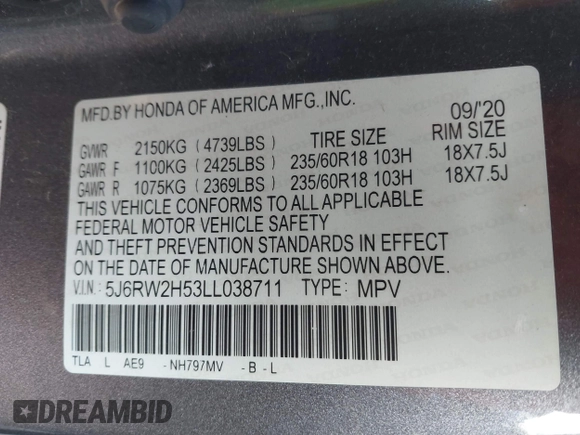 MFD.BY HONDA OF AMERICA MFG.,INC.
09/'20
GVWR 2150KG (4739LBS) TIRE SIZE RIM SIZE
GAWR F 1100KG (2425LBS) 235/60R18 103H 18X7.5J
GAWR R 1075KG (2369LBS) 235/60R18 103H 18X7.5J
THIS VEHICLE CONFORMS TO ALL APPLICABLE
FEDERAL MOTOR VEHICLE SAFETY
AND THEFT PREVENTION STANDARDS IN EFFECT
ON THE DATE OF MANUFACTURE SHOWN ABOVE.
V.I.N: 5J6RW2H53LL038711 TYPE: MPV
TLA L AE9 - NH797MV - B - L
DREAMBID